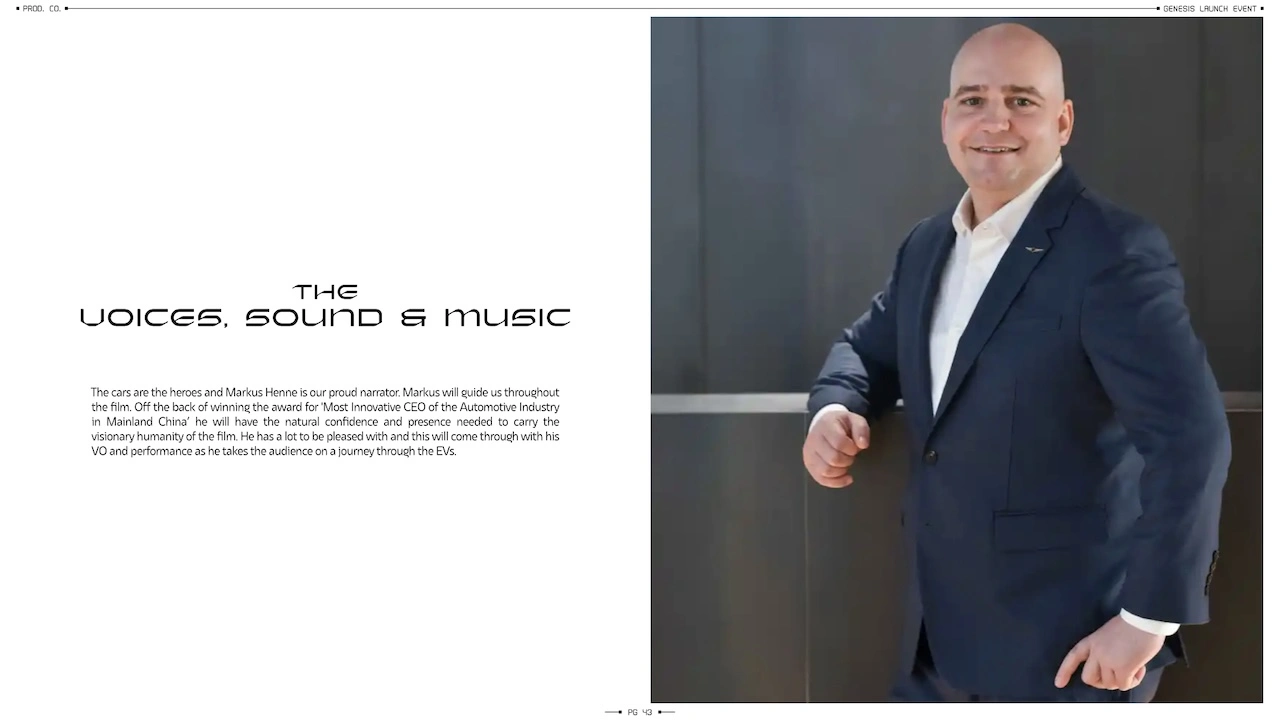 PROD. CO.
GENESIS LAUNCH EVENT
THE
VOICES, SOUND & MUSIC
The cars are the heroes and Markus Henne is our proud narrator. Markus will guide us throughout
the film. Off the back of winning the award for ‘Most Innovative CEO of the Automotive Industry
in Mainland China’ he will have the natural confidence and presence needed to carry the
visionary humanity of the film. He has a lot to be pleased with and this will come through with his
VO and performance as he takes the audience on a journey through the EVs.
PG 43